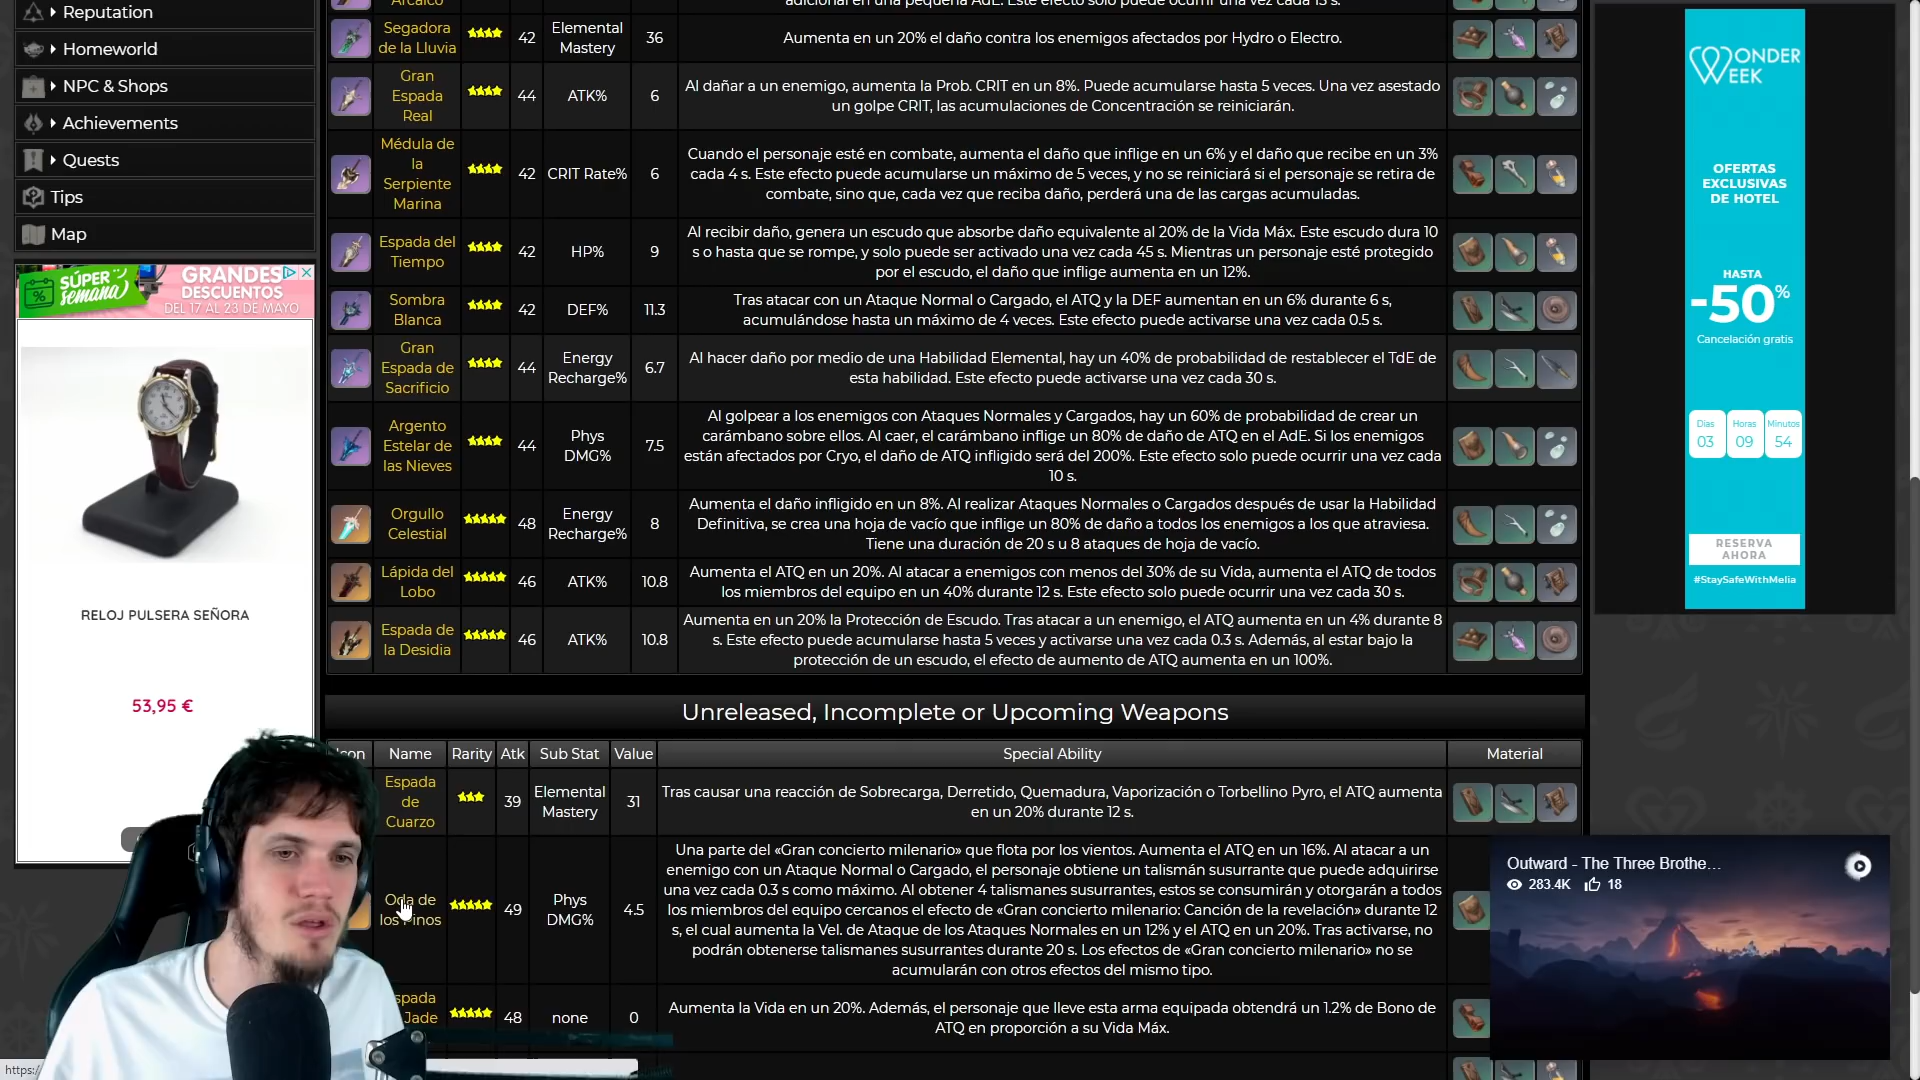 Reputation
Homeworld
NPC & Shops
Achievements
Quests
Tips
Map
SÚPER
semana
GRANDES
DESCUENTOS
DEL 17 AL 23 DE MAYO
RELOJ PULSERA SEÑORA
53,95 €
Arcaico
adicional en una pequeña AdE. Este efecto solo puede ocurrir una vez cada 15 s.
Segadora
de la Lluvia
42
Elemental
Mastery
36
Aumenta en un 20% el daño contra los enemigos afectados por Hydro o Electro.
Gran
Espada
Real
44
ATK%
6
Al dañar a un enemigo, aumenta la Prob. CRIT en un 8%. Puede acumularse hasta 5 veces. Una vez asestado
un golpe CRIT, las acumulaciones de Concentración se reiniciarán.
Médula de
la
Serpiente
Marina
42
CRIT Rate%
6
Cuando el personaje esté en combate, aumenta el daño que inflige en un 6% y el daño que recibe en un 3%
cada 4 s. Este efecto puede acumularse un máximo de 5 veces, y no se reiniciará si el personaje se retira de
combate, sino que, cada vez que reciba daño, perderá una de las cargas acumuladas.
Espada del
Tiempo
42
HP%
9
Al recibir daño, genera un escudo que absorbe daño equivalente al 20% de la Vida Máx. Este escudo dura 10
s o hasta que se rompe, y solo puede ser activado una vez cada 45 s. Mientras un personaje esté protegido
por el escudo, el daño que inflige aumenta en un 12%.
Sombra
Blanca
42
DEF%
11.3
Tras atacar con un Ataque Normal o Cargado, el ATQ y la DEF aumentan en un 6% durante 6 s,
acumulándose hasta un máximo de 4 veces. Este efecto puede activarse una vez cada 0.5 s.
Gran
Espada de
Sacrificio
44
Energy
Recharge%
6.7
Al hacer daño por medio de una Habilidad Elemental, hay un 40% de probabilidad de restablecer el TdE de
esta habilidad. Este efecto puede activarse una vez cada 30 s.
Argento
Estelar de
las Nieves
44
Phys
DMG%
7.5
Al golpear a los enemigos con Ataques Normales y Cargados, hay un 60% de probabilidad de crear un
carámbano sobre ellos. Al caer, el carámbano inflige un 80% de daño de ATQ en el AdE. Si los enemigos
están afectados por Cryo, el daño de ATQ infligido será del 200%. Este efecto solo puede ocurrir una vez cada
10 s.
Orgullo
Celestial
48
Energy
Recharge%
8
Aumenta el daño infligido en un 8%. Al realizar Ataques Normales o Cargados después de usar la Habilidad
Definitiva, se crea una hoja de vacío que inflige un 80% de daño a todos los enemigos a los que atraviesa.
Tiene una duración de 20 s u 8 ataques de hoja de vacío.
Lápida del
Lobo
46
ATK%
10.8
Aumenta el ATQ en un 20%. Al atacar a enemigos con menos del 30% de su Vida, aumenta el ATQ de todos
los miembros del equipo en un 40% durante 12 s. Este efecto solo puede ocurrir una vez cada 30 s.
Espada de
la Desidia
46
ATK%
10.8
Aumenta en un 20% la Protección de Escudo. Tras atacar a un enemigo, el ATQ aumenta en un 4% durante 8
s. Este efecto puede acumularse hasta 5 veces y activarse una vez cada 0.3 s. Además, al estar bajo la
protección de un escudo, el efecto de aumento de ATQ aumenta en un 100%.
Unreleased, Incomplete or Upcoming Weapons
Icon Name Rarity Atk Sub Stat Value Special Ability Material
Espada
de
Cuarzo
39
Elemental
Mastery
31
Tras causar una reacción de Sobrecarga, Derretido, Quemadura, Vaporización o Torbellino Pyro, el ATQ aumenta
en un 20% durante 12 s.
Oda de
los Pinos
49
Phys
DMG%
4.5
Una parte del «Gran concierto milenario» que flota por los vientos. Aumenta el ATQ en un 16%. Al atacar a un
enemigo con un Ataque Normal o Cargado, el personaje obtiene un talismán susurrante que puede adquirirse
una vez cada 0.3 s como máximo. Al obtener 4 talismanes susurrantes, estos se consumirán y otorgarán a todos
los miembros del equipo cercanos el efecto de «Gran concierto milenario: Canción de la revelación» durante 12
s, el cual aumenta la Vel. de Ataque de los Ataques Normales en un 12% y el ATQ en un 20%. Tras activarse, no
podrán obtenerse talismanes susurrantes durante 20 s. Los efectos de «Gran concierto milenario» no se
acumularán con otros efectos del mismo tipo.
spada
Jade
48
none
0
Aumenta la Vida en un 20%. Además, el personaje que lleve esta arma equipada obtendrá un 1.2% de Bono de
ATQ en proporción a su Vida Máx.
https:/
WONDER
WEEK
OFERTAS
EXCLUSIVAS
DE HOTEL
HASTA
-50%
Cancelación gratis
Días Horas Minutos
03 09 54
RESERVA
AHORA
#StaySafeWithMelia
Outward - The Three Brothe...
283.4K 18